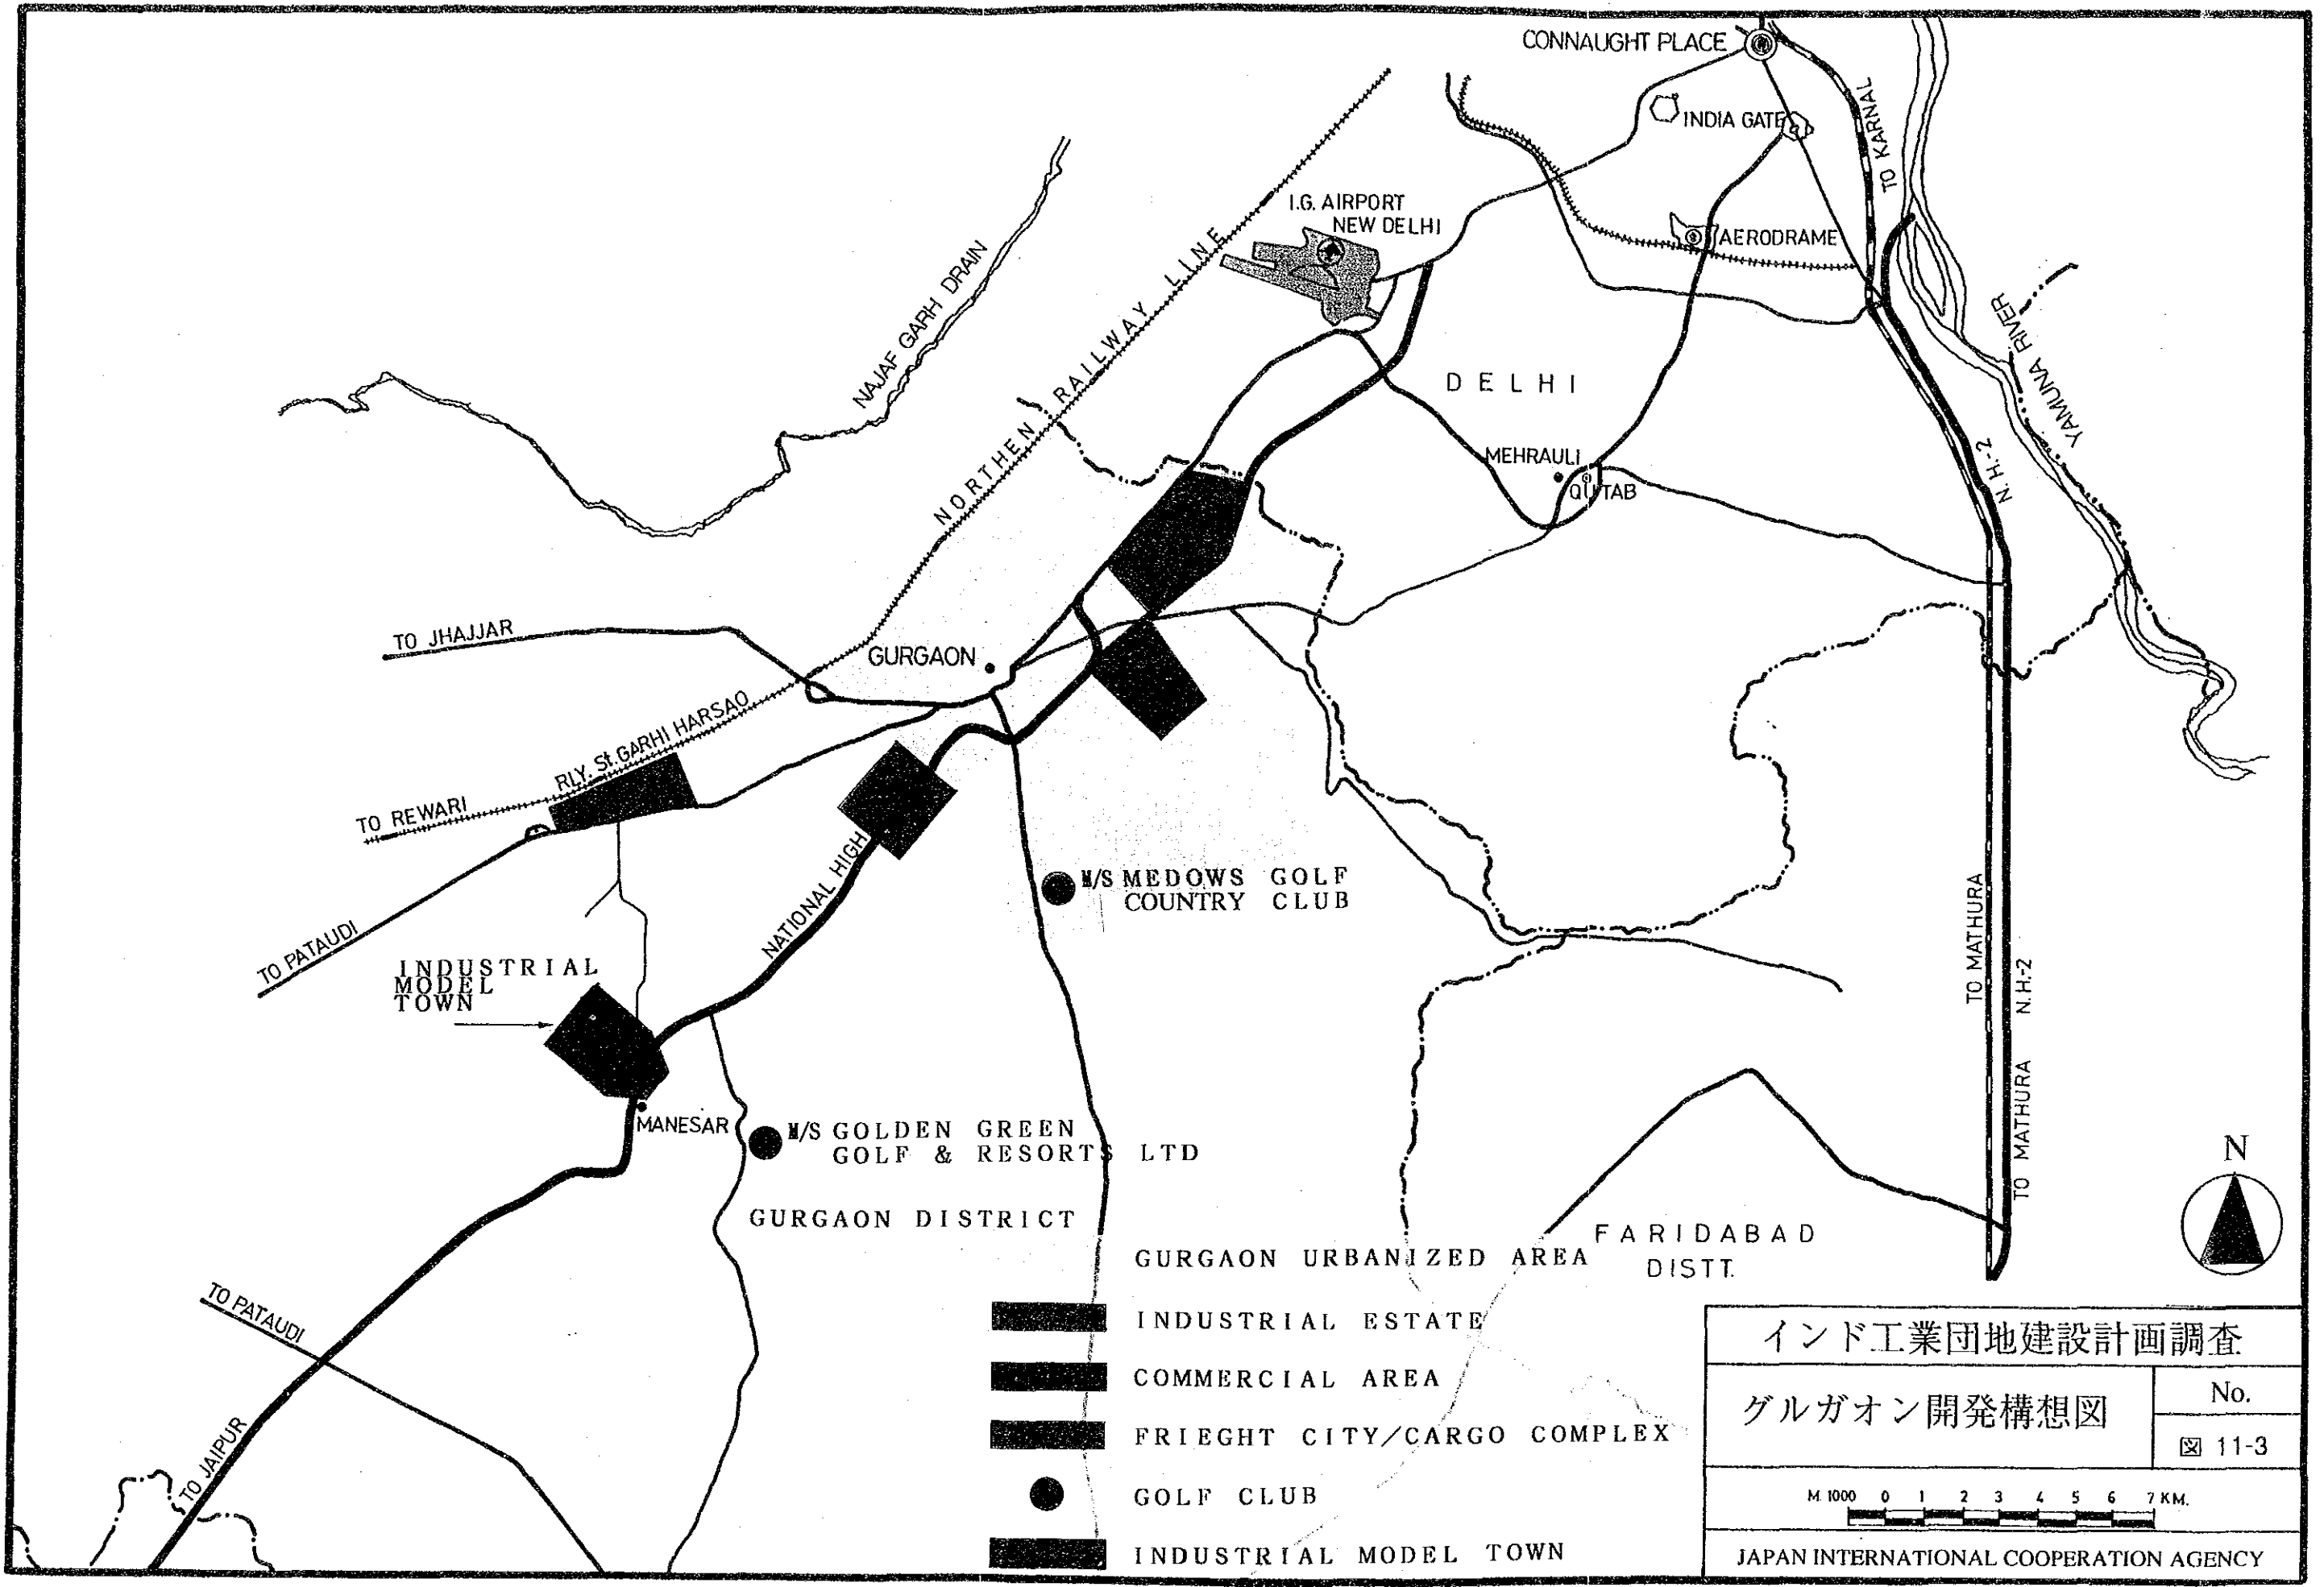 CONNAUGHT PLACE
INDIA GATE
TO KARNAL
I.G. AIRPORT
NEW DELHI
AERODRAME
NAJAF GARH DRAIN
NORTHEN RAILWAY LINE
DELHI
YAMUNA RIVER
MEHRAULI
QUTAB
N.H.-2
TO JHAJJAR
GURGAON
RLY. St. GARHI HARSAO
TO REWARI
NATIONAL HIGH
M/S MEDOWS GOLF
COUNTRY CLUB
TO PATAUDI
INDUSTRIAL
MODEL
TOWN
TO MATHURA
N.H.-2
TO MATHURA
MANESAR
M/S GOLDEN GREEN
GOLF & RESORTS LTD
GURGAON DISTRICT
FARIDABAD
DISTT.
N
TO PATAUDI
TO JAIPUR
GURGAON URBANIZED AREA
INDUSTRIAL ESTATE
COMMERCIAL AREA
FRIEGHT CITY/CARGO COMPLEX
GOLF CLUB
INDUSTRIAL MODEL TOWN
インド工業団地建設計画調査
グルガオン開発構想図
No.
図 11-3
M 1000 0 1 2 3 4 5 6 7 KM.
JAPAN INTERNATIONAL COOPERATION AGENCY